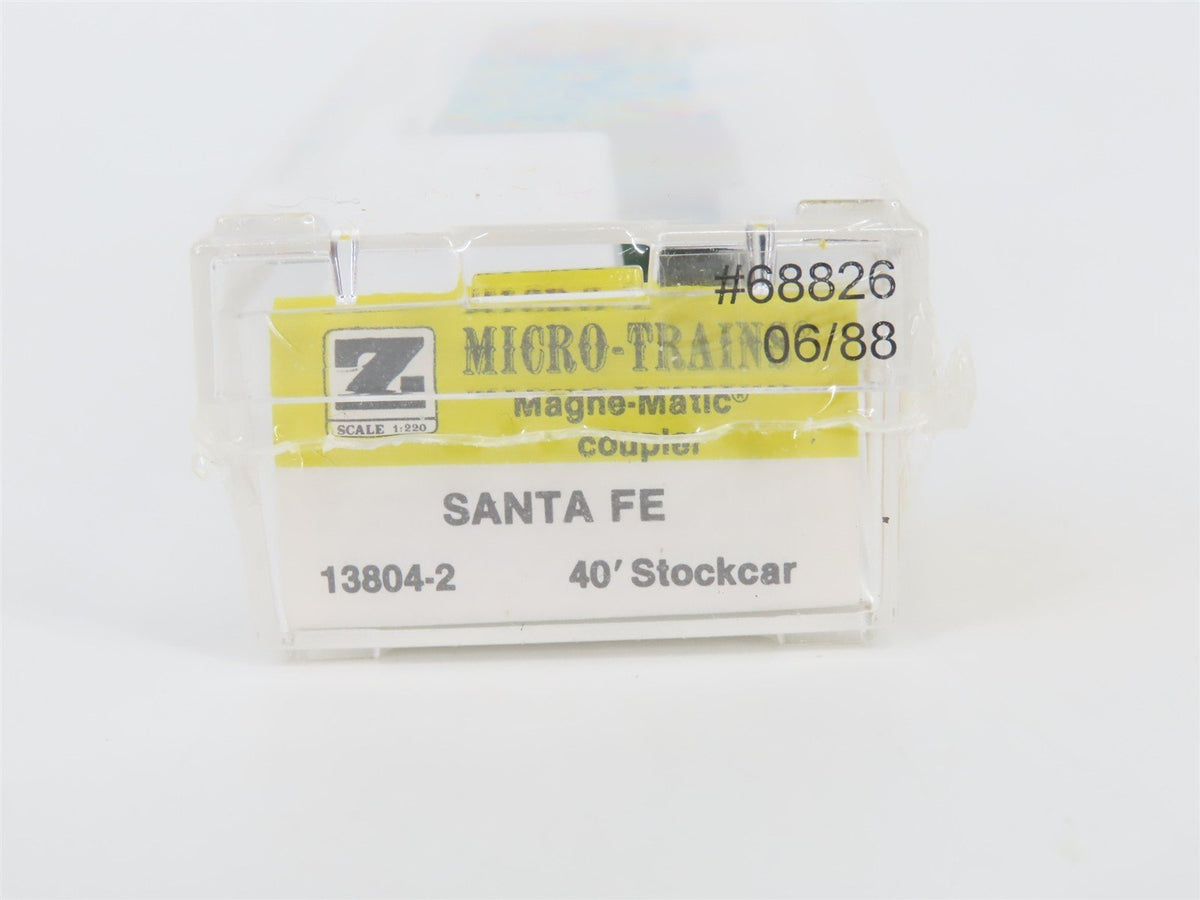 #68826
06/88
Z
SCALE 1:220
MICRO-TRAINS®
Magne-Matic®
coupler
SANTA FE
13804-2 40' Stockcar